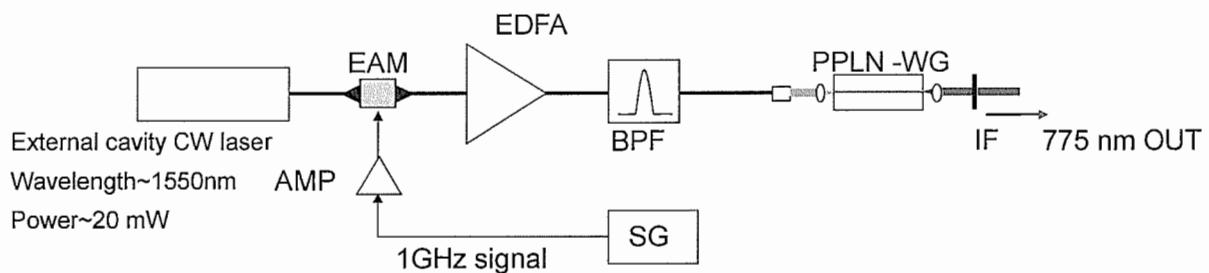 EDFA
EAM
PPLN -WG
External cavity CW laser
BPF
IF
775 nm OUT
Wavelength~1550nm
AMP
Power~20 mW
SG
1GHz signal